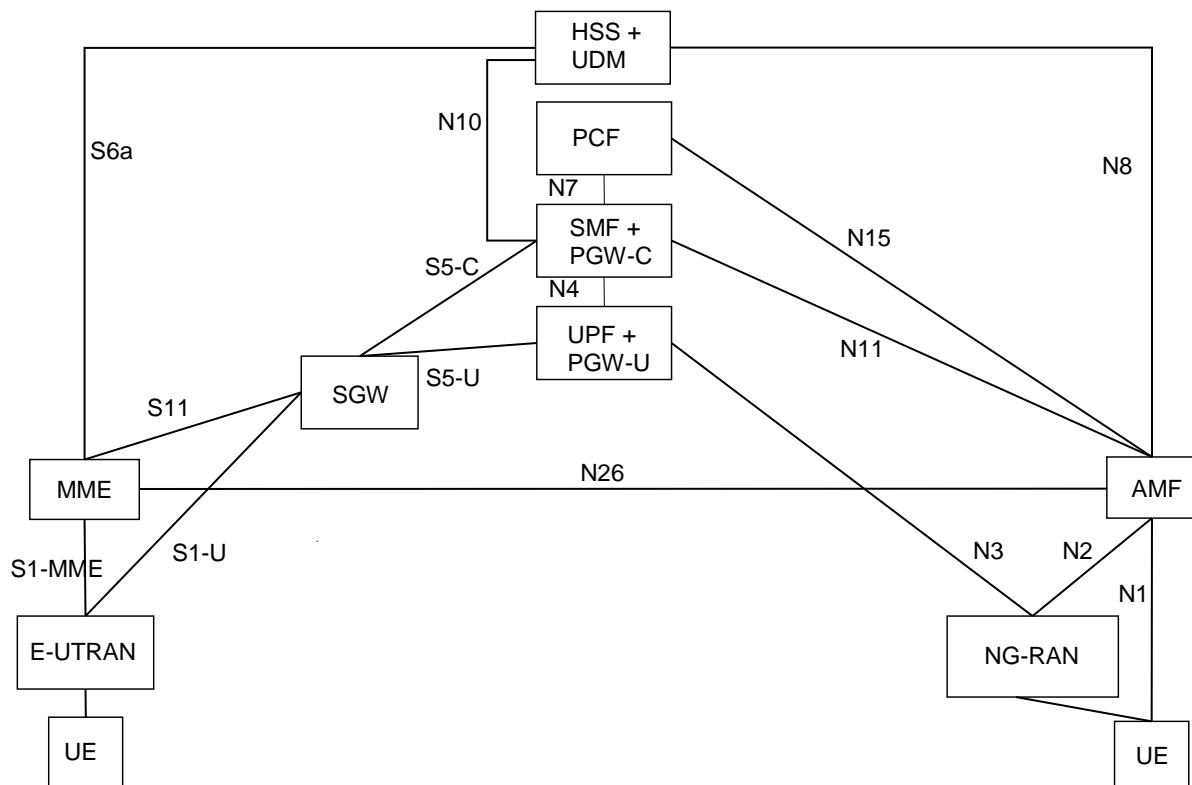 HSS +
UDM
N10
PCF
S6a
N8
N7
SMF +
PGW-C
N15
S5-C
N4
UPF +
PGW-U
N11
S5-U
SGW
S11
N26
MME
AMF
S1-U
N3
N2
S1-MME
N1
E-UTRAN
NG-RAN
UE
UE